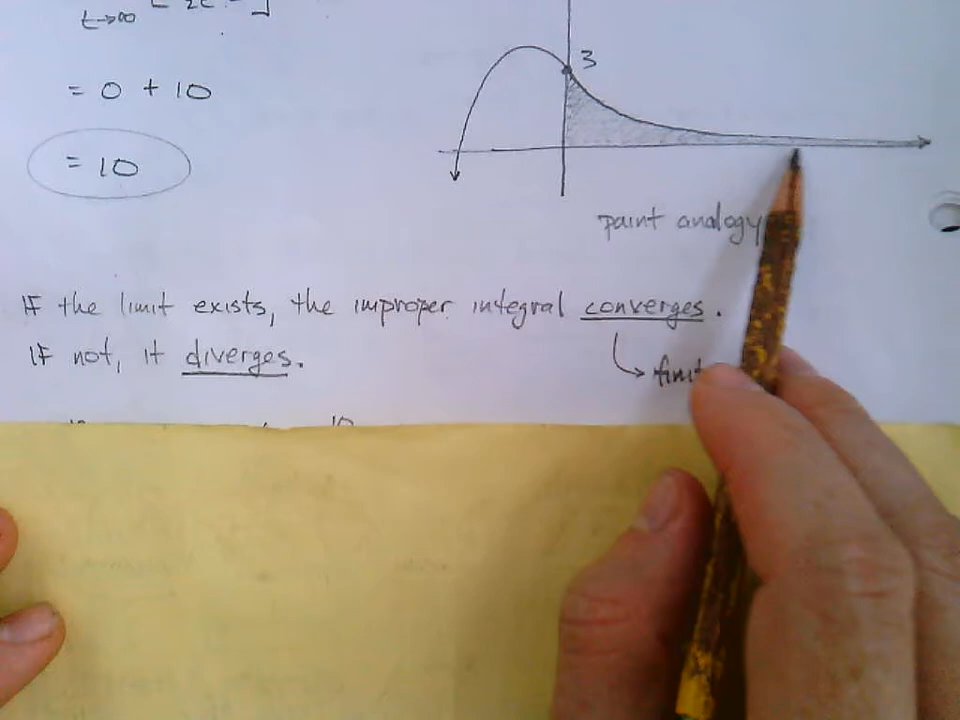 t→∞
= 0 + 10
= 10
3
paint analogy
If the limit exists, the improper integral converges.
If not, it diverges.